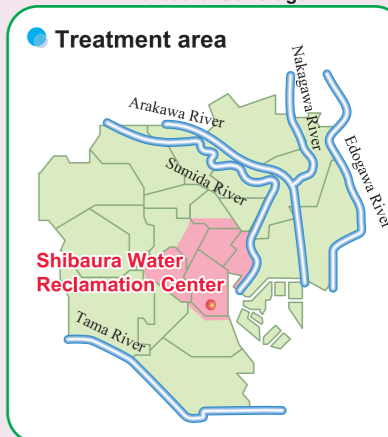 Treatment area
Nakagawa River
Arakawa River
Edogawa River
Sumida River
Shibaura Water
Reclamation Center
Tama River